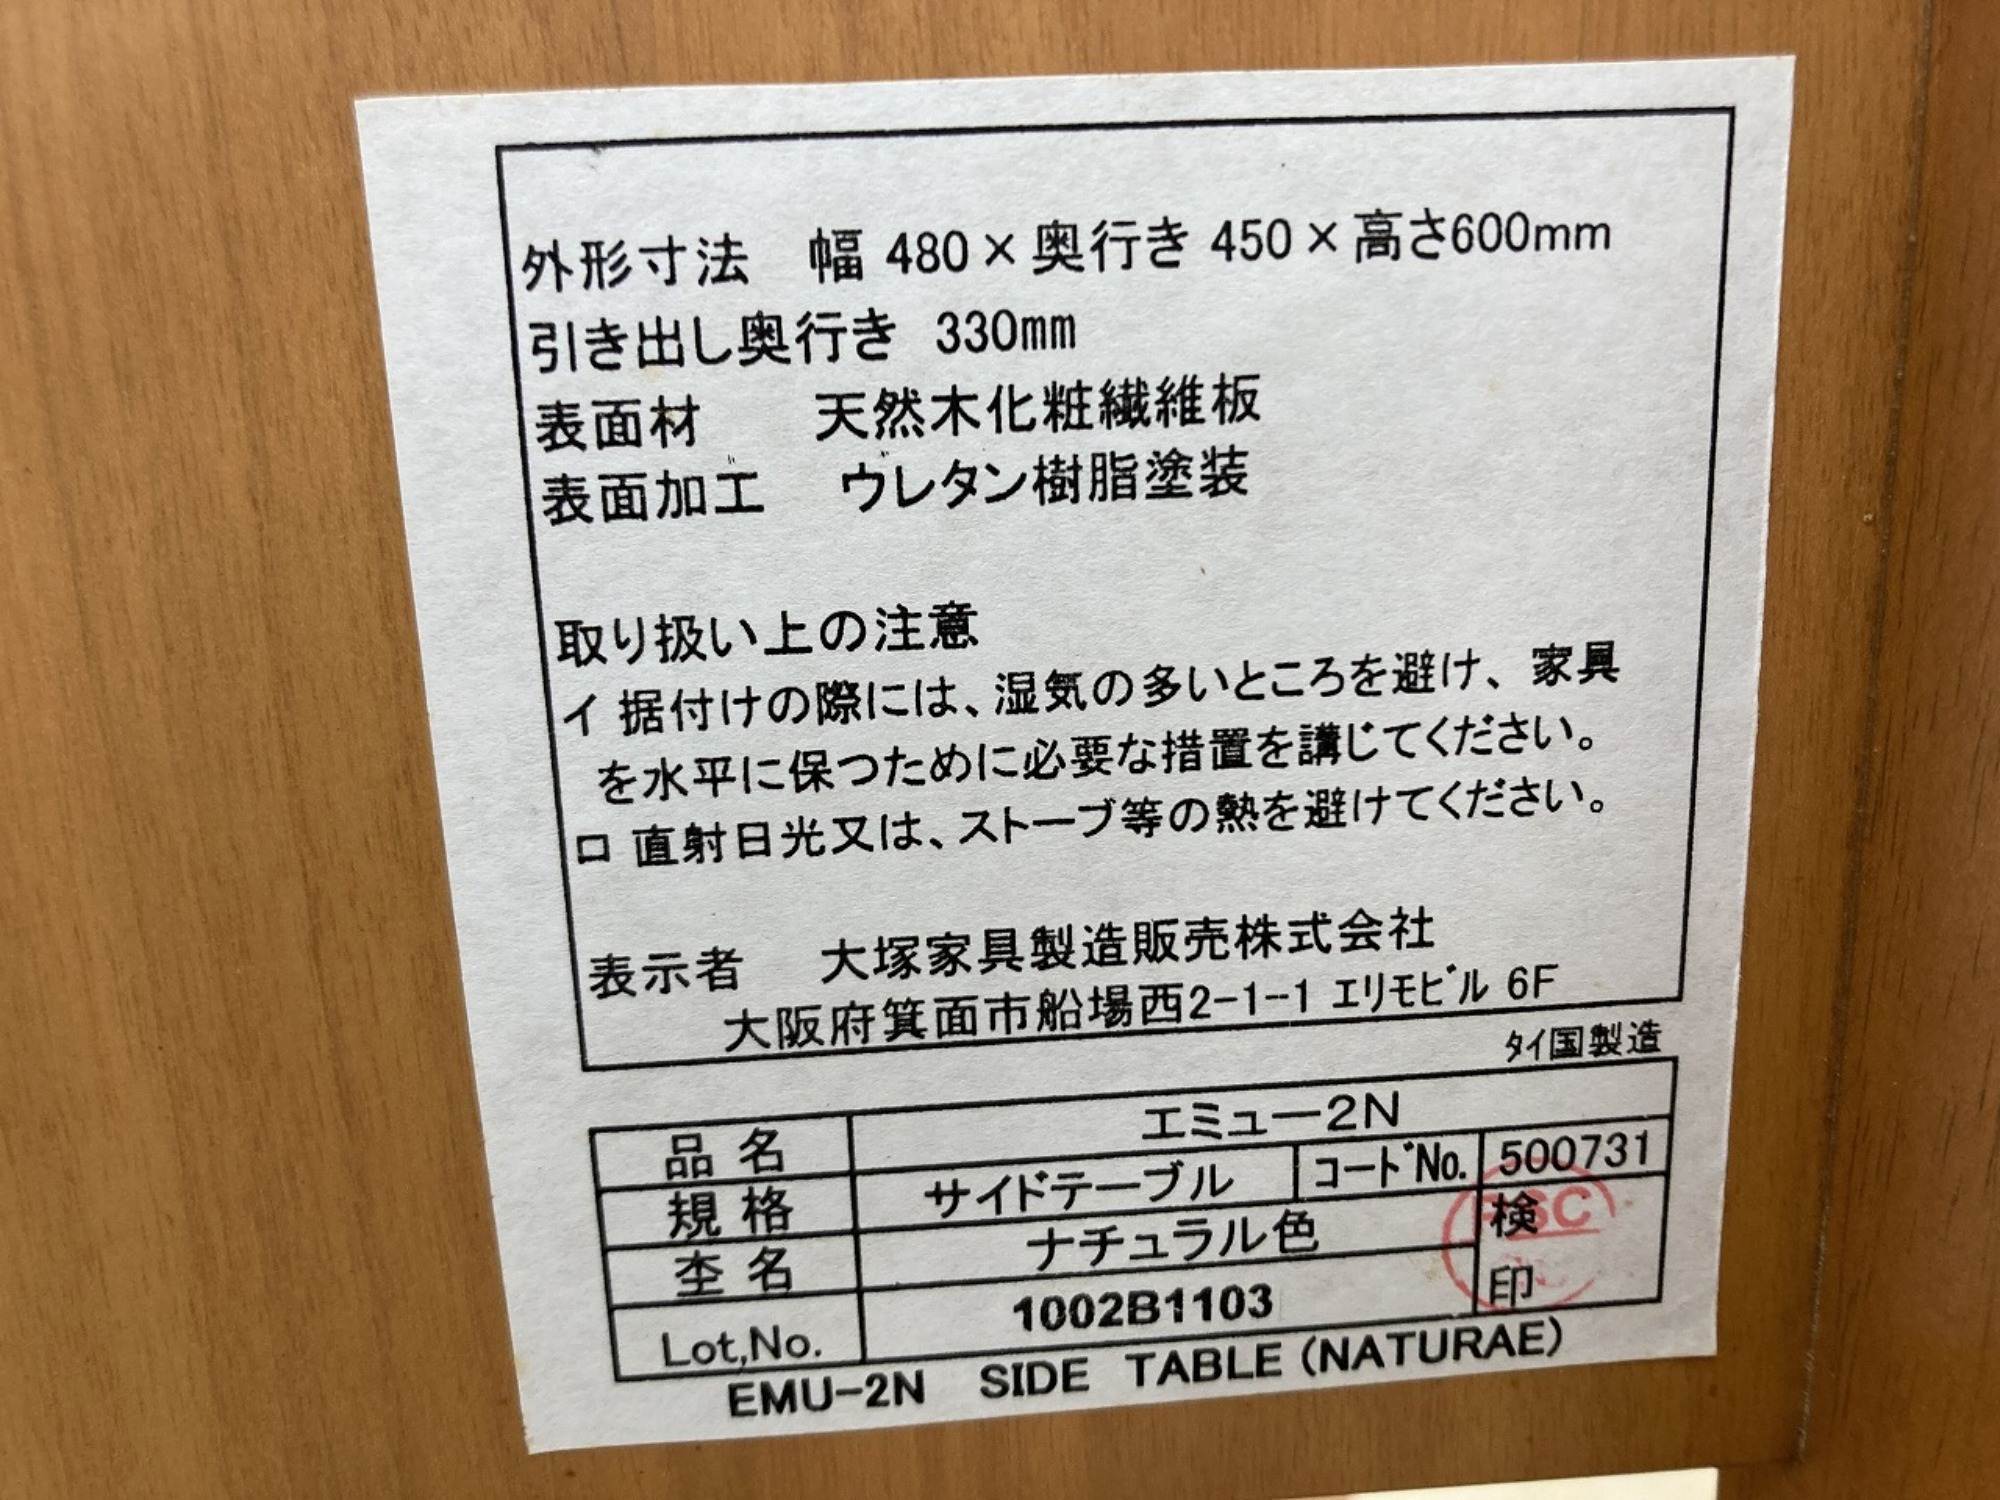 外形寸法 幅 480×奥行き 450×高さ600mm
引き出し奥行き 330mm
表面材 天然木化粧繊維板
表面加工 ウレタン樹脂塗装
取り扱い上の注意
イ 据付けの際には、湿気の多いところを避け、家具
を水平に保つために必要な措置を講じてください。
ロ 直射日光又は、ストーブ等の熱を避けてください。
表示者 大塚家具製造販売株式会社
大阪府箕面市船場西2-1-1 エリモビル 6F
タイ国製造
品名 エミュー2N
規格 サイドテーブル コードNo. 500731
杢名 ナチュラル色 検印
Lot,No. 1002B1103
EMU-2N SIDE TABLE (NATURAE)